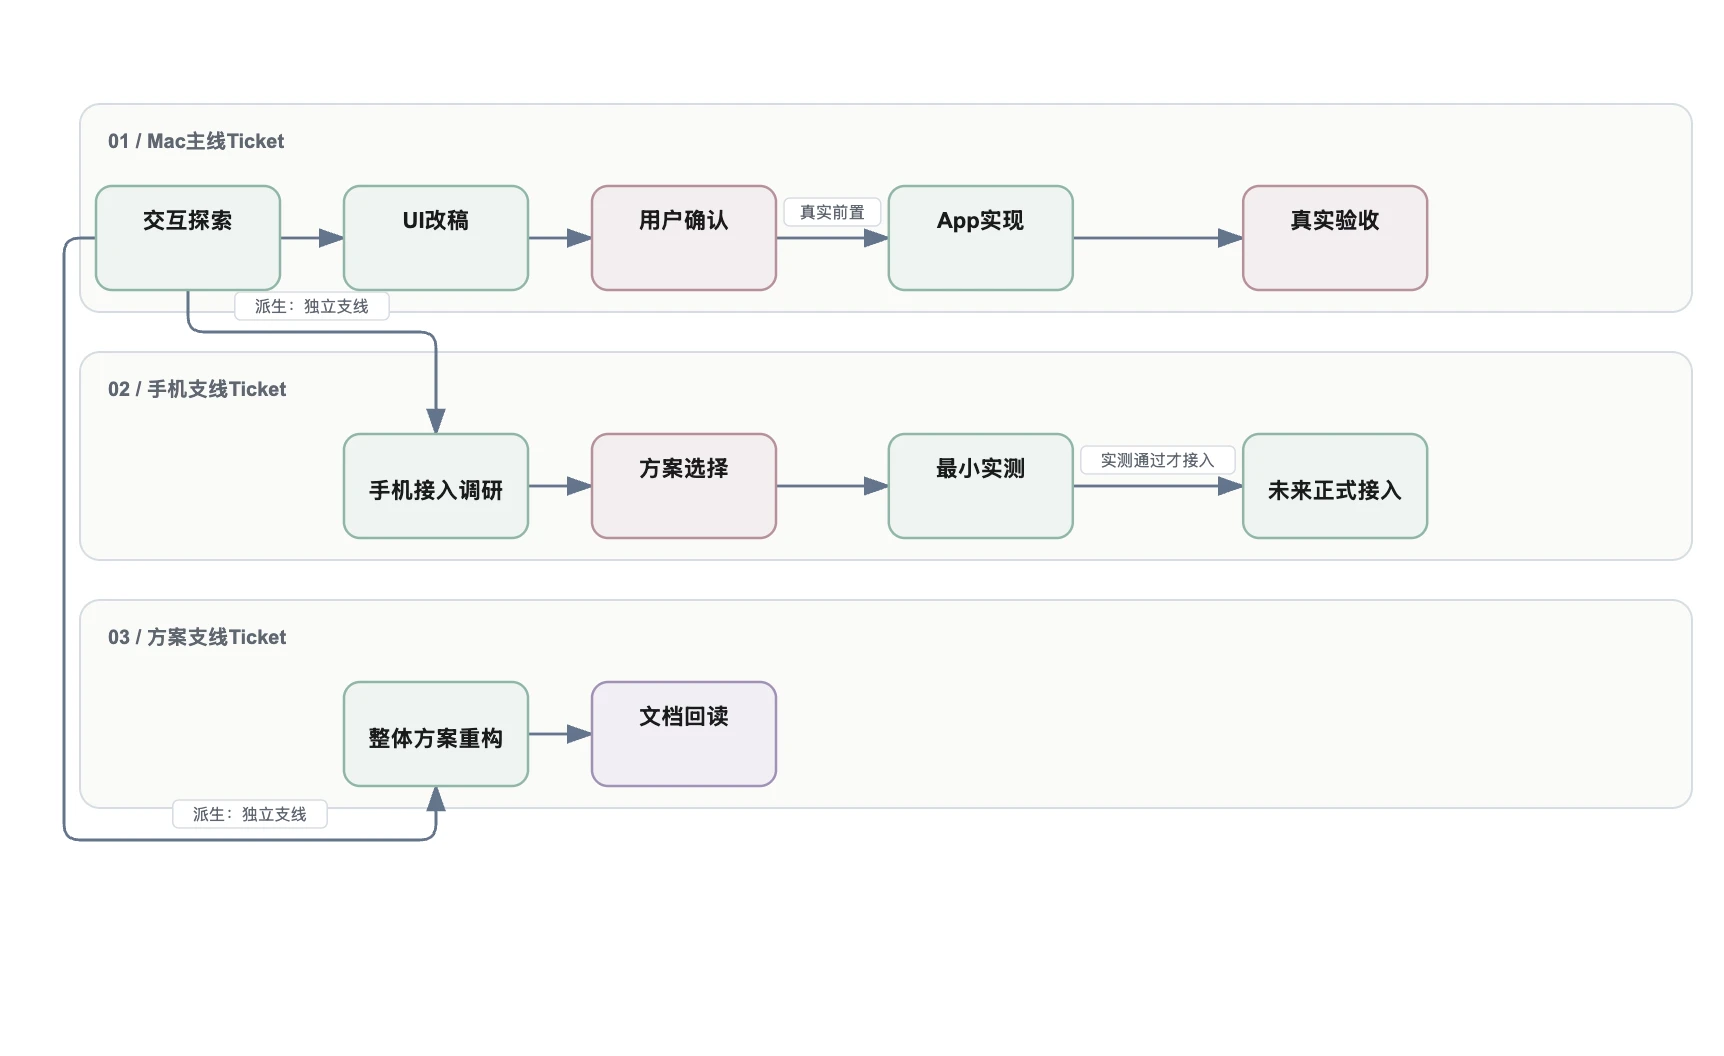 01 / Mac主线Ticket
交互探索
UI改稿
用户确认
真实前置
App实现
真实验收
派生：独立支线
02 / 手机支线Ticket
手机接入调研
方案选择
最小实测
实测通过才接入
未来正式接入
03 / 方案支线Ticket
整体方案重构
文档回读
派生：独立支线